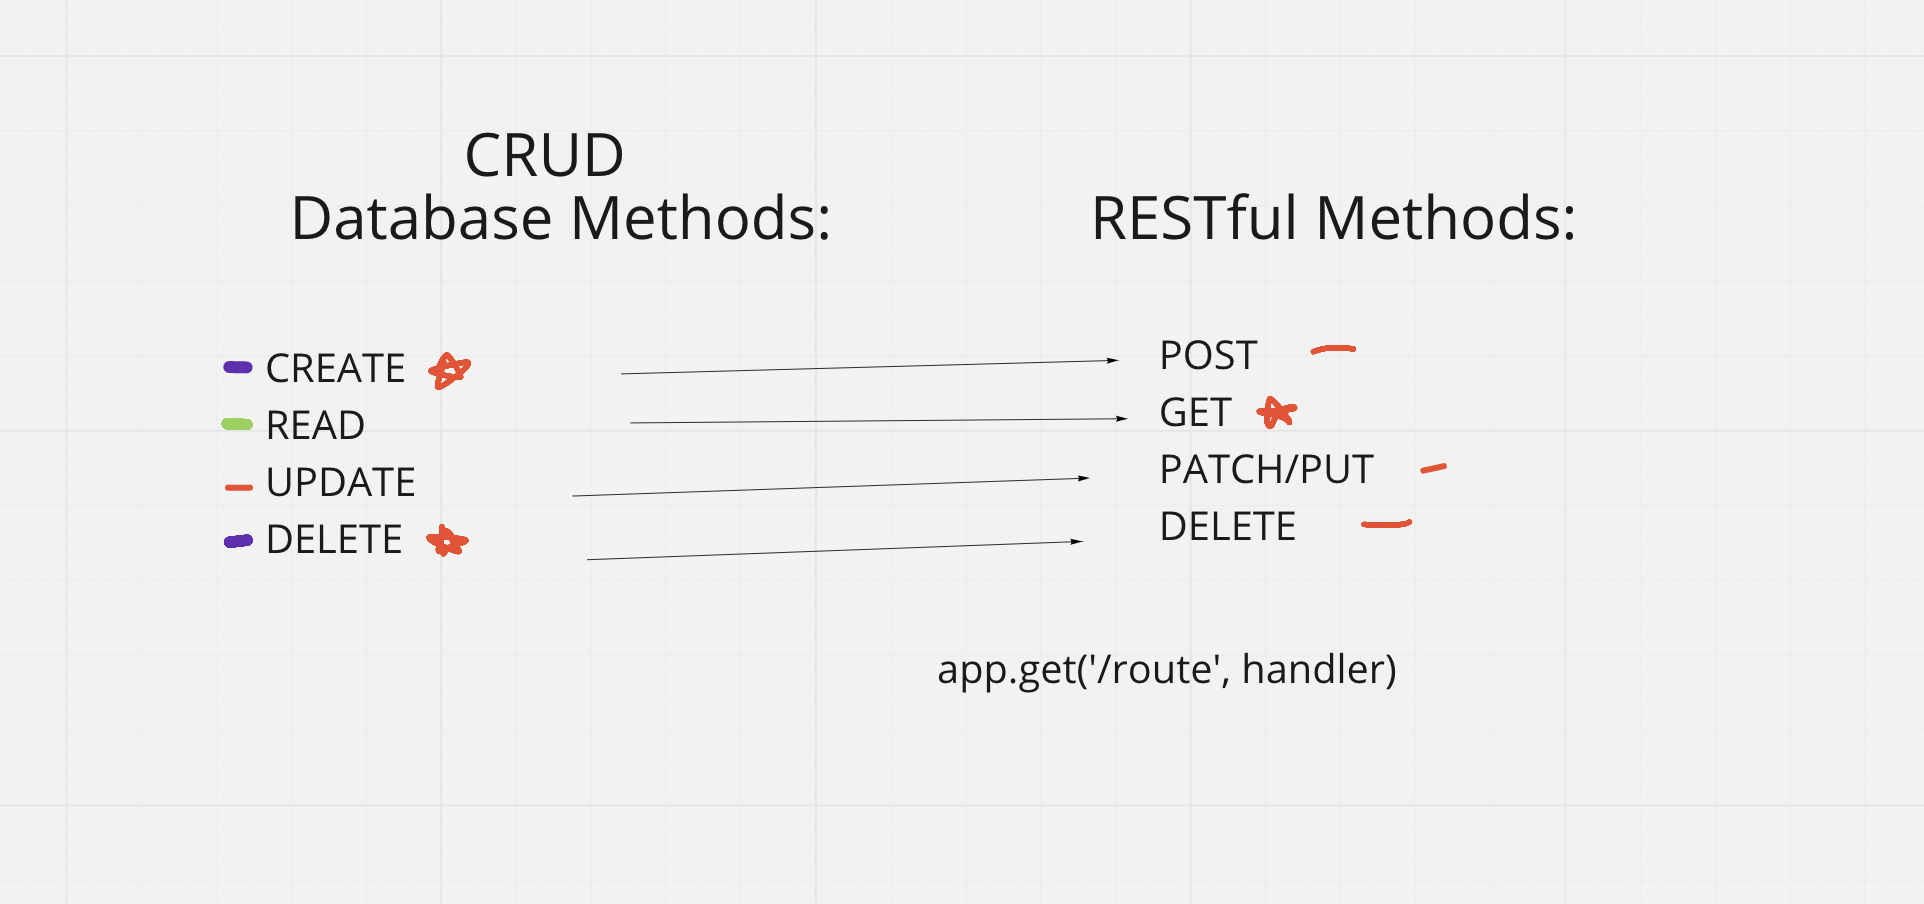 CRUD
Database Methods:
RESTful Methods:
CREATE
READ
UPDATE
DELETE
POST
GET
PATCH/PUT
DELETE
app.get('/route', handler)